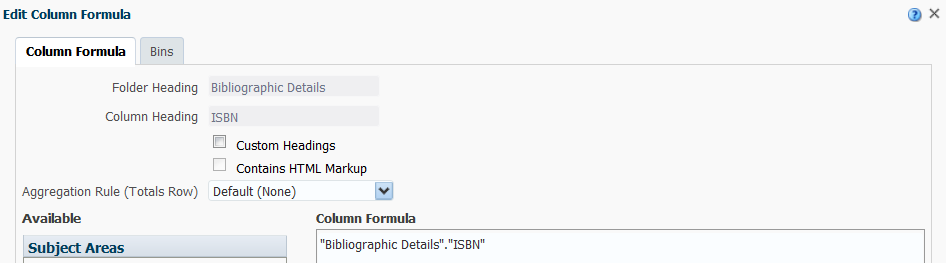 Edit Column Formula
Column Formula
Bins
Folder Heading Bibliographic Details
Column Heading ISBN
Custom Headings
Contains HTML Markup
Aggregation Rule (Totals Row) Default (None)
Available
Column Formula
Subject Areas
"Bibliographic Details"."ISBN"